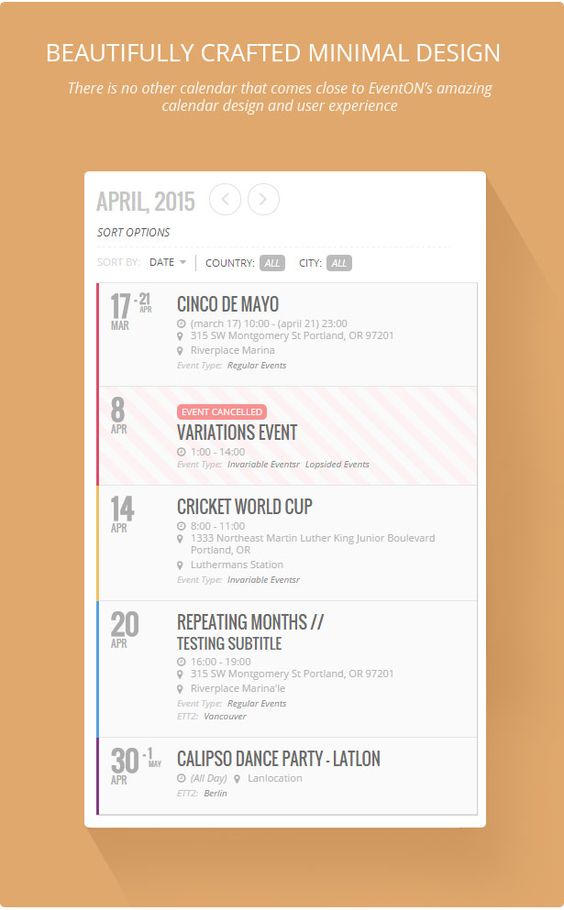 BEAUTIFULLY CRAFTED MINIMAL DESIGN
There is no other calendar that comes close to EventON's amazing
calendar design and user experience
APRIL, 2015
SORT OPTIONS
SORT BY: DATE COUNTRY: ALL CITY: ALL
17 - 21
MAR APR
CINCO DE MAYO
(march 17) 10:00 - (april 21) 23:00
315 SW Montgomery St Portland, OR 97201
Riverplace Marina
Event Type: Regular Events
8
APR
EVENT CANCELLED
VARIATIONS EVENT
1:00 - 14:00
Event Type: Invariable Eventsr Lopsided Events
14
APR
CRICKET WORLD CUP
8:00 - 11:00
1333 Northeast Martin Luther King Junior Boulevard
Portland, OR
Luthermans Station
Event Type: Invariable Eventsr
20
APR
REPEATING MONTHS //
TESTING SUBTITLE
16:00 - 19:00
315 SW Montgomery St Portland, OR 97201
Riverplace Marina'le
Event Type: Regular Events
ETT2: Vancouver
30 - 1
APR MAY
CALIPSO DANCE PARTY - LATLON
(All Day) Lanlocation
ETT2: Berlin